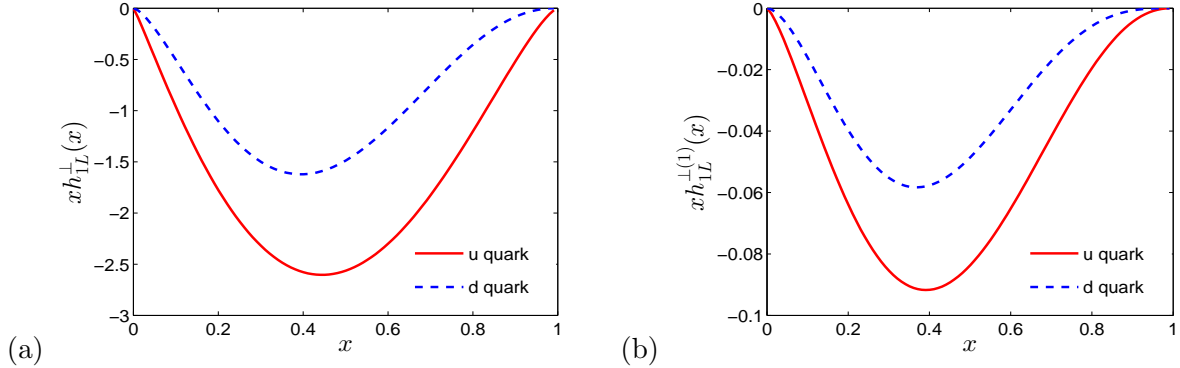 0
−0.5
−1
−1.5
−2
−2.5
−3
0 0.2 0.4 0.6 0.8 1
xh⊥1L(x)
x
u quark
d quark
(a)
0
−0.02
−0.04
−0.06
−0.08
−0.1
0 0.2 0.4 0.6 0.8 1
xh⊥(1)1L(x)
x
u quark
d quark
(b)